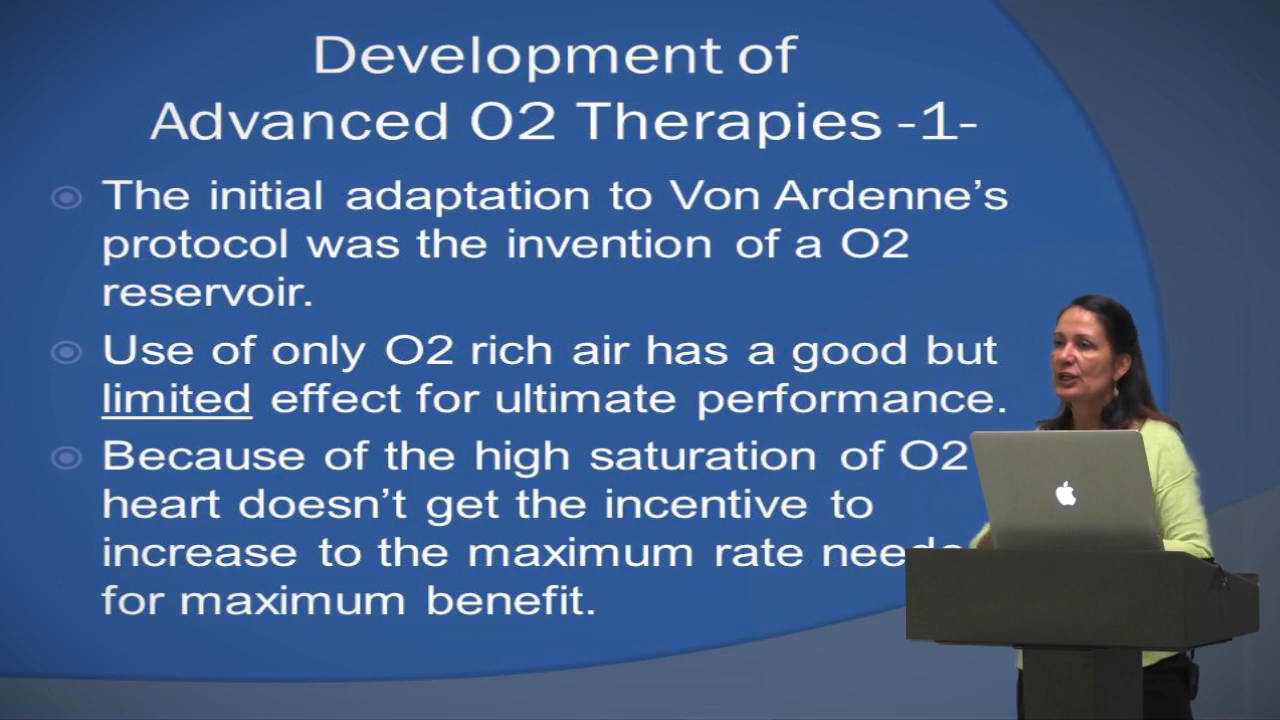 Development of
Advanced O2 Therapies -1-
The initial adaptation to Von Ardenne's
protocol was the invention of a O2
reservoir.
Use of only O2 rich air has a good but
limited effect for ultimate performance.
Because of the high saturation of O2
heart doesn't get the incentive to
increase to the maximum rate
for maximum benefit.